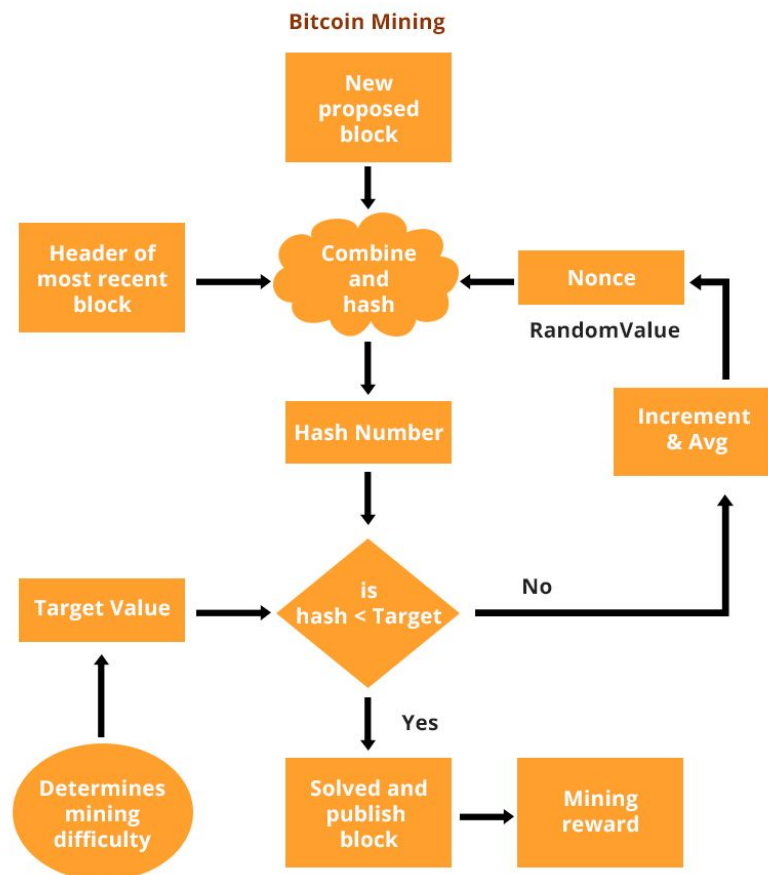 Bitcoin Mining
New
proposed
block
Header of
most recent
block
Combine
and
hash
Nonce
RandomValue
Increment
& Avg
Hash Number
Target Value
is
hash < Target
No
Yes
Determines
mining
difficulty
Solved and
publish
block
Mining
reward